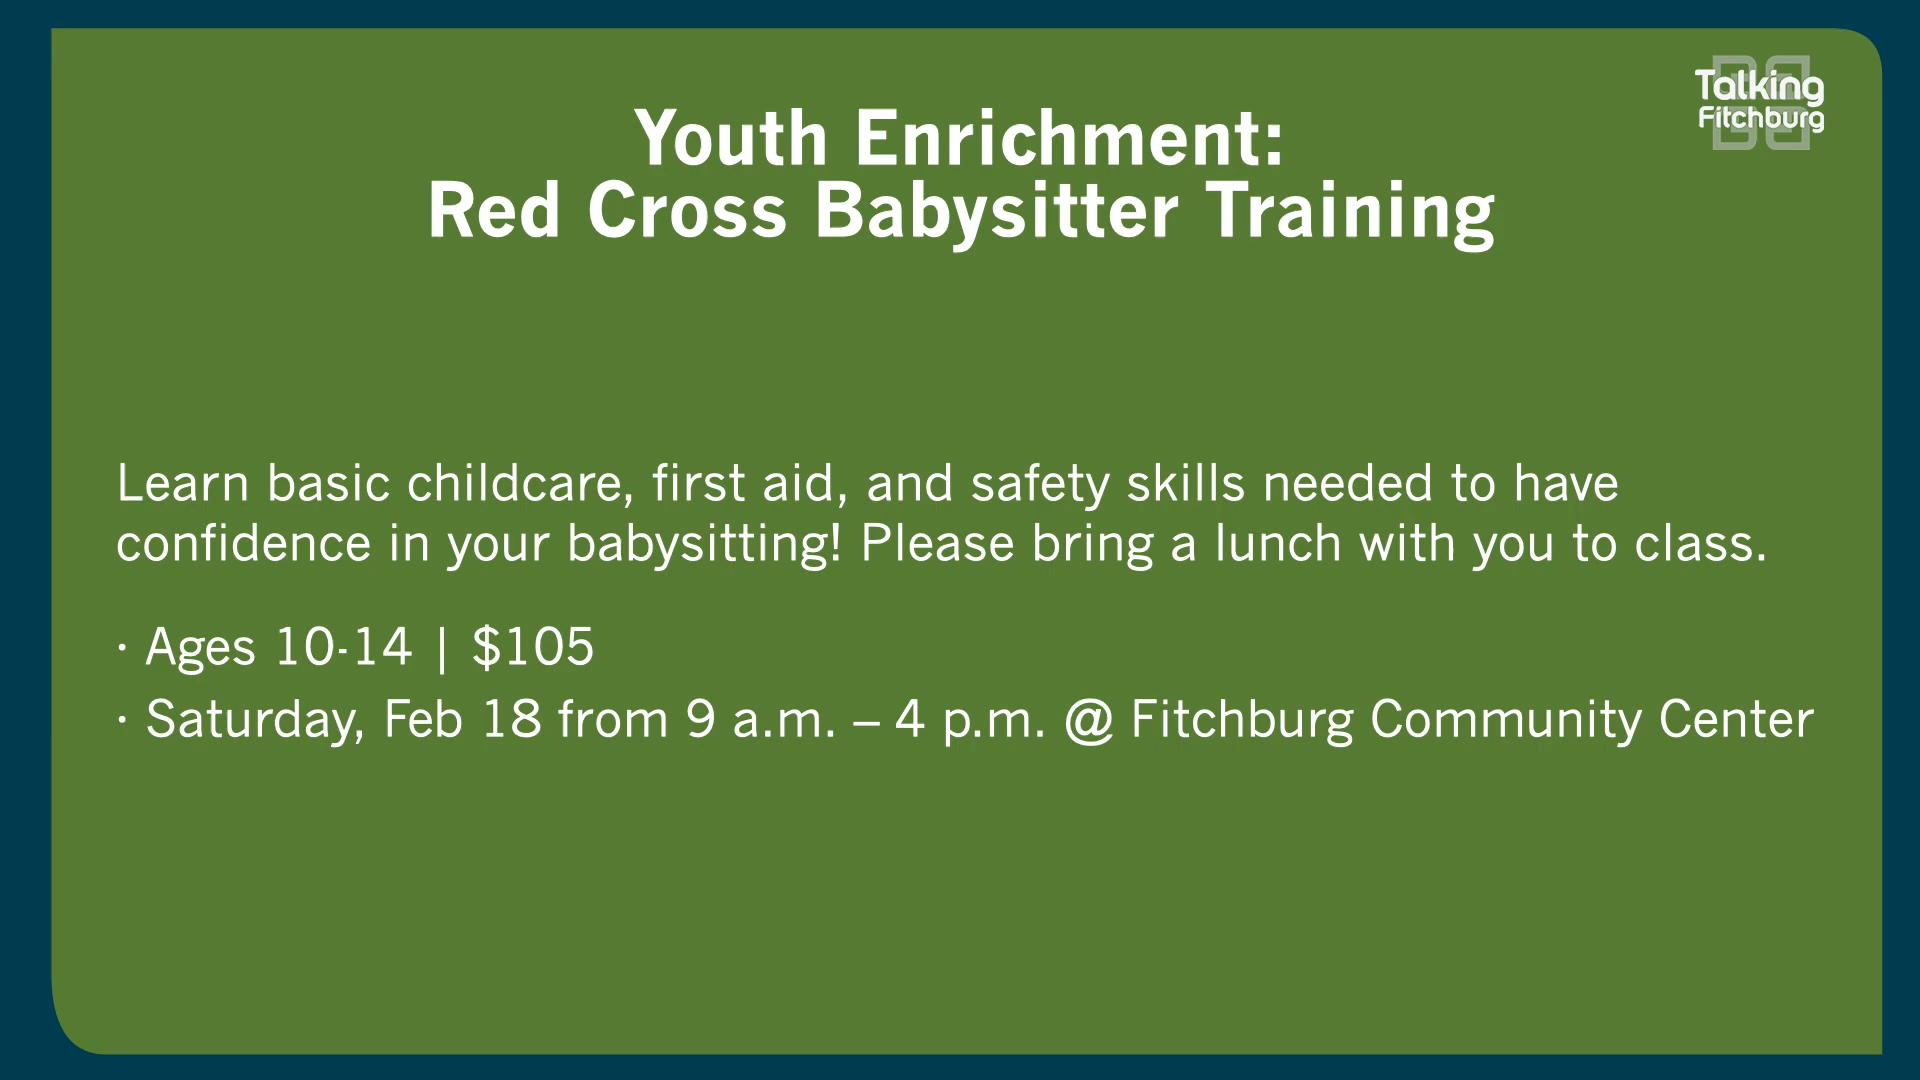 Talking
Fitchburg
Youth Enrichment:
Red Cross Babysitter Training
Learn basic childcare, first aid, and safety skills needed to have
confidence in your babysitting! Please bring a lunch with you to class.
· Ages 10-14 | $105
· Saturday, Feb 18 from 9 a.m. – 4 p.m. @ Fitchburg Community Center